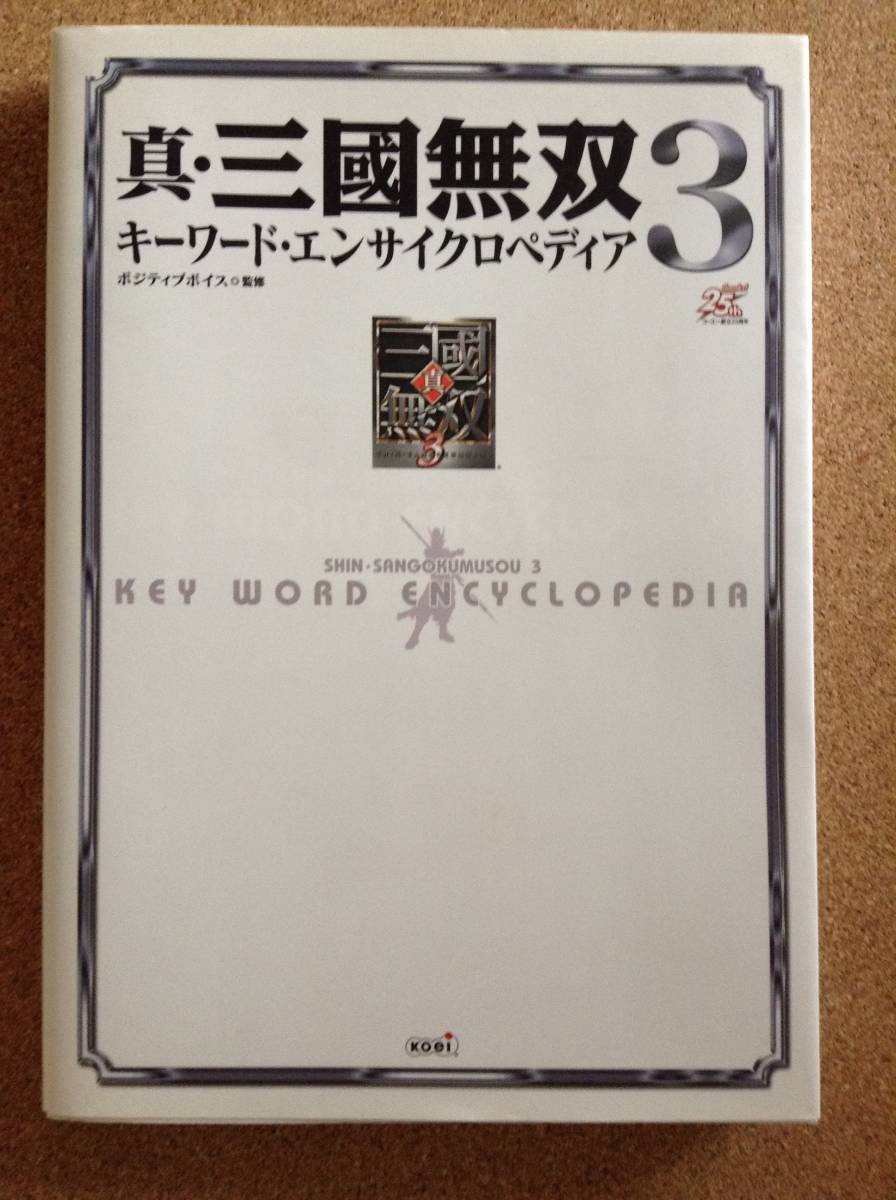 真・三國無双3
キーワード・エンサイクロペディア
ポジティブボイス◎監修
25th
三國
真
無双
3
SHIN-SANGOKUMUSOU 3
KEY WORD ENCYCLOPEDIA
KOEI